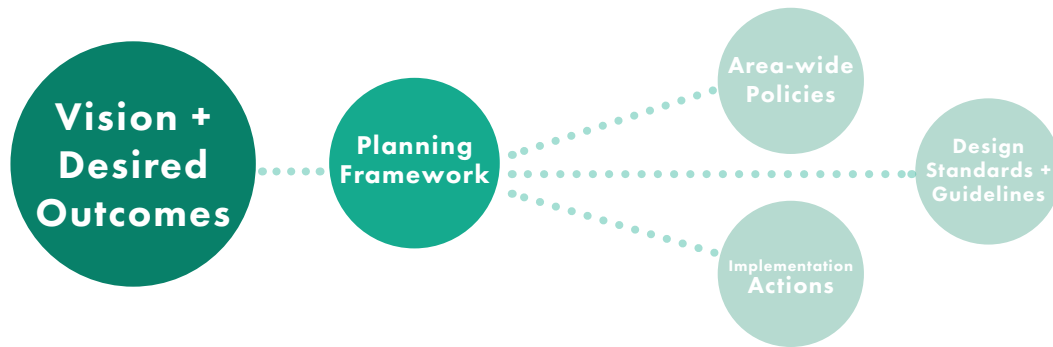 Vision +
Desired
Outcomes
Planning
Framework
Area-wide
Policies
Design
Standards +
Guidelines
Implementation
Actions